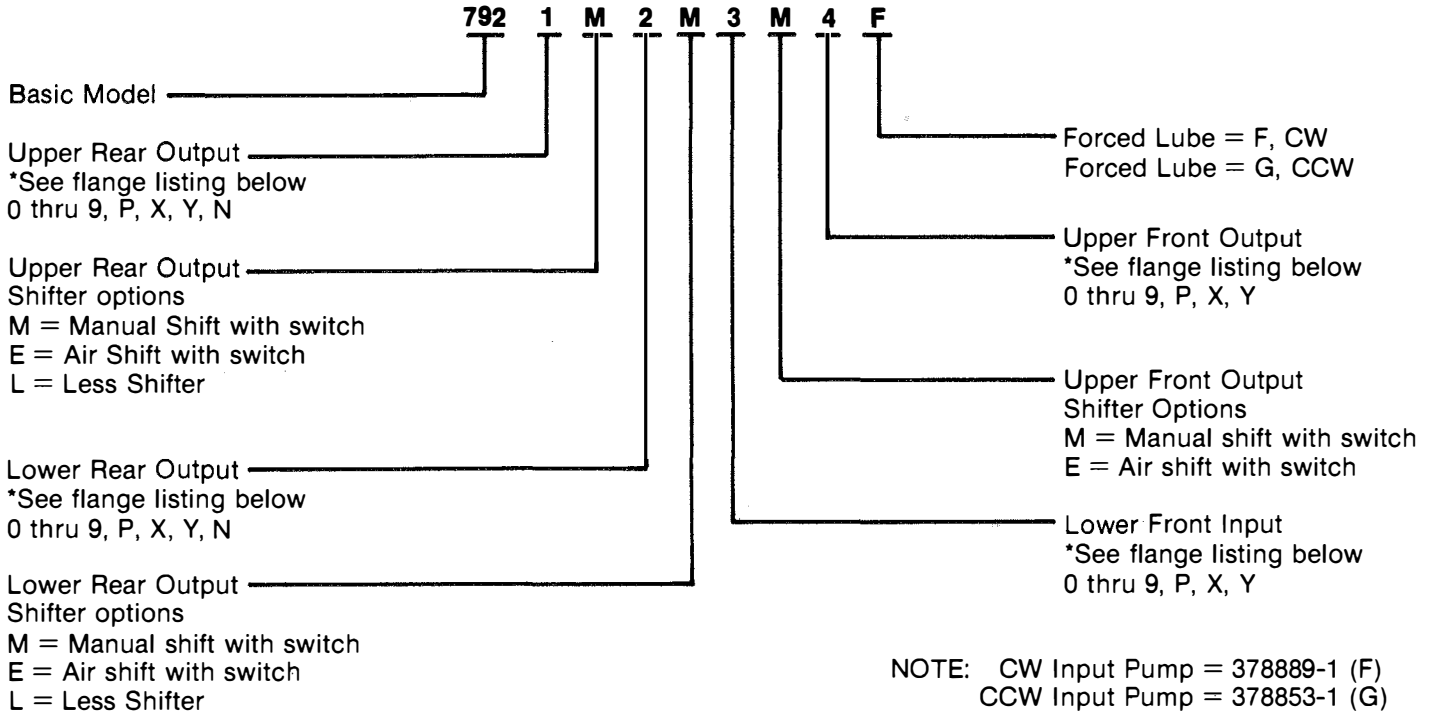 792 1 M 2 M 3 M 4 F
Basic Model
Upper Rear Output
*See flange listing below
0 thru 9, P, X, Y, N
Upper Rear Output
Shifter options
M = Manual Shift with switch
E = Air Shift with switch
L = Less Shifter
Lower Rear Output
*See flange listing below
0 thru 9, P, X, Y, N
Lower Rear Output
Shifter options
M = Manual shift with switch
E = Air shift with switch
L = Less Shifter
Forced Lube = F, CW
Forced Lube = G, CCW
Upper Front Output
*See flange listing below
0 thru 9, P, X, Y
Upper Front Output
Shifter Options
M = Manual shift with switch
E = Air shift with switch
Lower Front Input
*See flange listing below
0 thru 9, P, X, Y
NOTE: CW Input Pump = 378889-1 (F)
CCW Input Pump = 378853-1 (G)